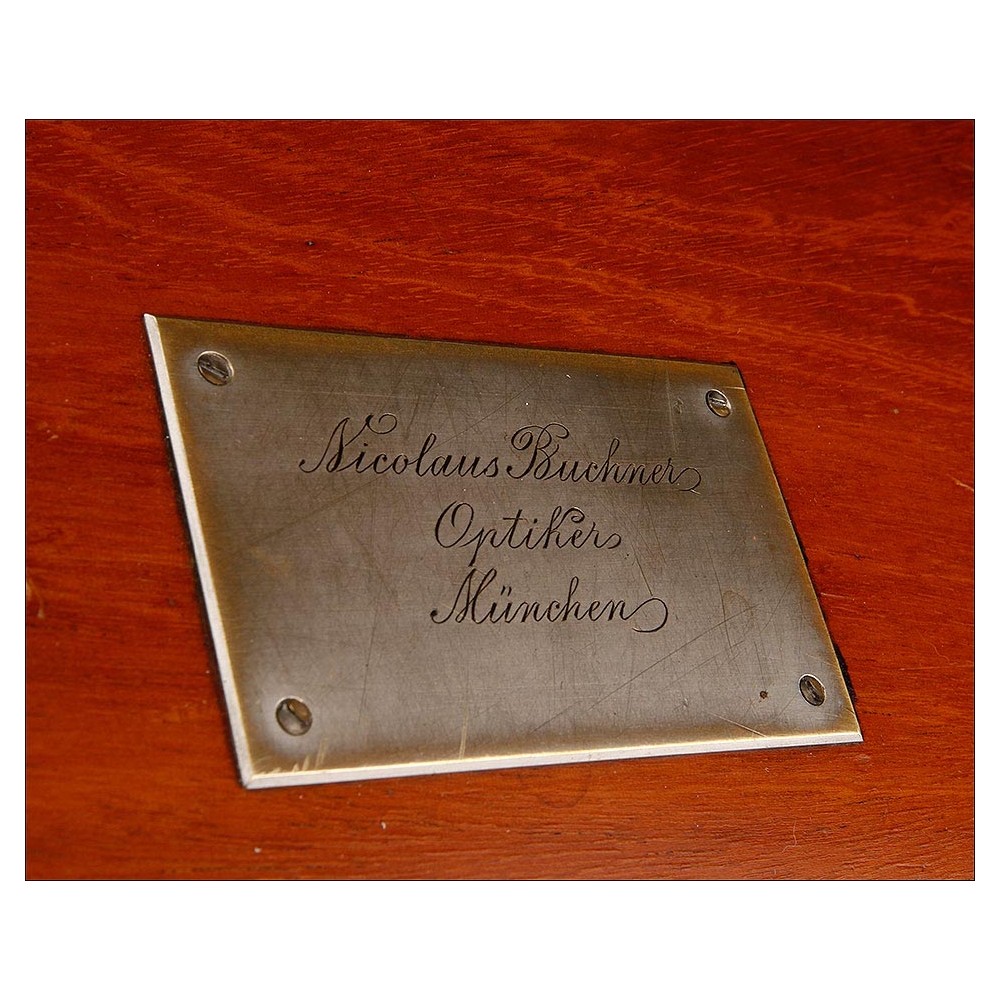 Nicolaus Buchner
Optiker
München